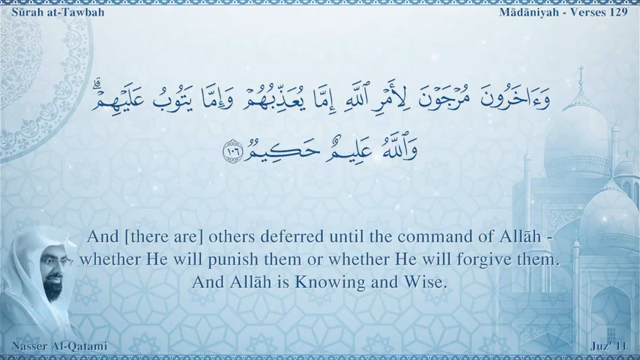 Sūrah at-Tawbah
Mādāniyah - Verses 129
وَءَاخَرُونَ مُرْجَوْنَ لِأَمْرِ ٱللَّهِ إِمَّا يُعَذِّبُهُمْ وَإِمَّا يَتُوبُ عَلَيْهِمْ ۗ
وَٱللَّهُ عَلِيمٌ حَكِيمٌ ١٠٦
And [there are] others deferred until the command of Allāh -
whether He will punish them or whether He will forgive them.
And Allāh is Knowing and Wise.
Nasser Al-Qatami
Juz' 11